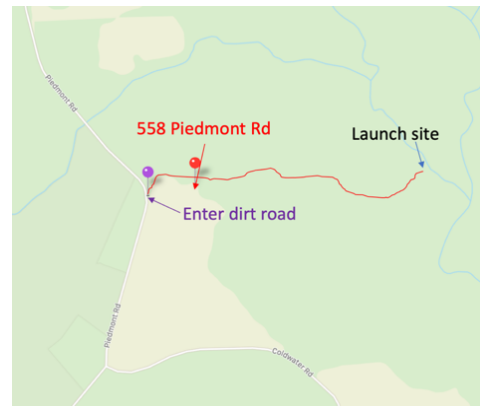 Piedmont Rd
558 Piedmont Rd
Launch site
Enter dirt road
Piedmont Rd
Coldwater Rd